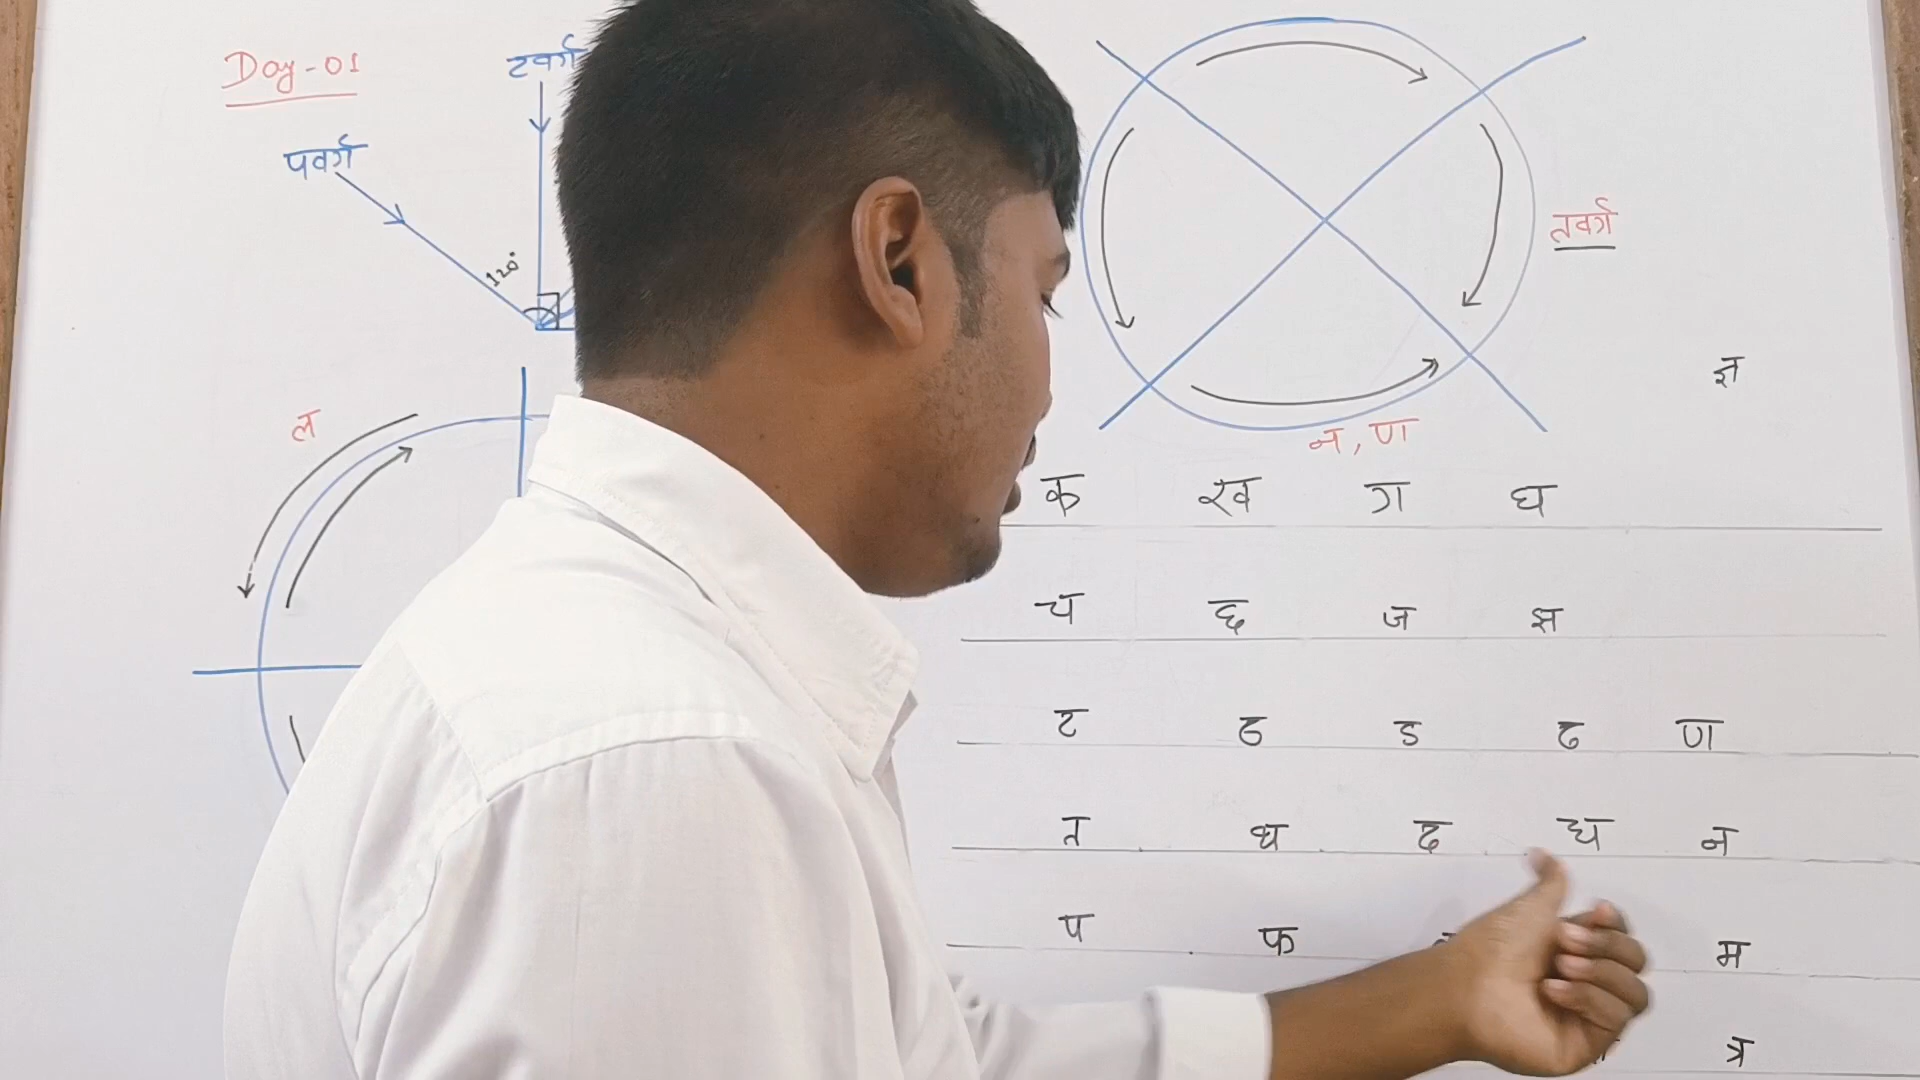 Day-01
टवर्ग
पवर्ग
120°
तवर्ग
ज्ञ
ल
न, ण
क ख ग घ
च छ ज झ
ट ठ ड ढ ण
त थ द ध न
प फ म
त्र